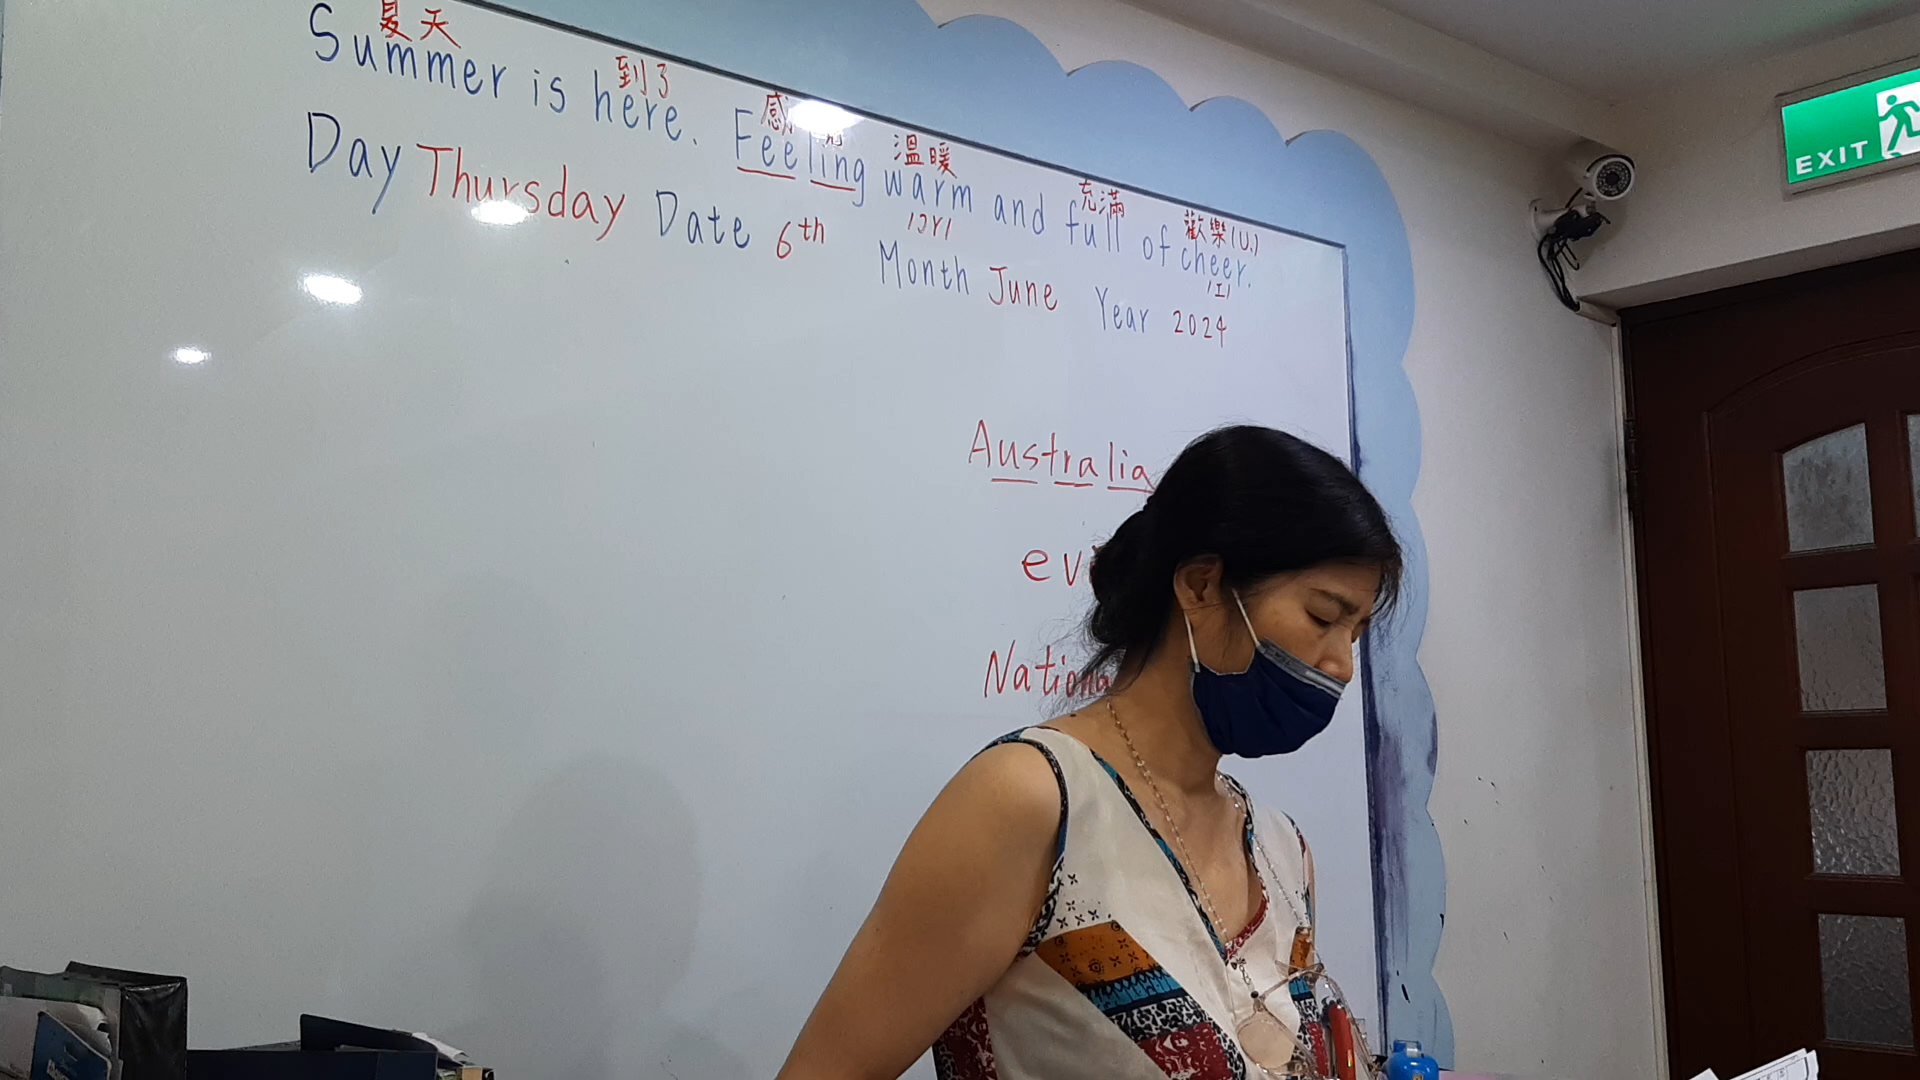 夏天 到了
Summer is here.
感 溫暖 充滿 歡樂(U.)
Feeling warm and full of cheer.
/ɔr/ /ɪ/
Day Thursday Date 6th Month June Year 2024
Australia
EXIT